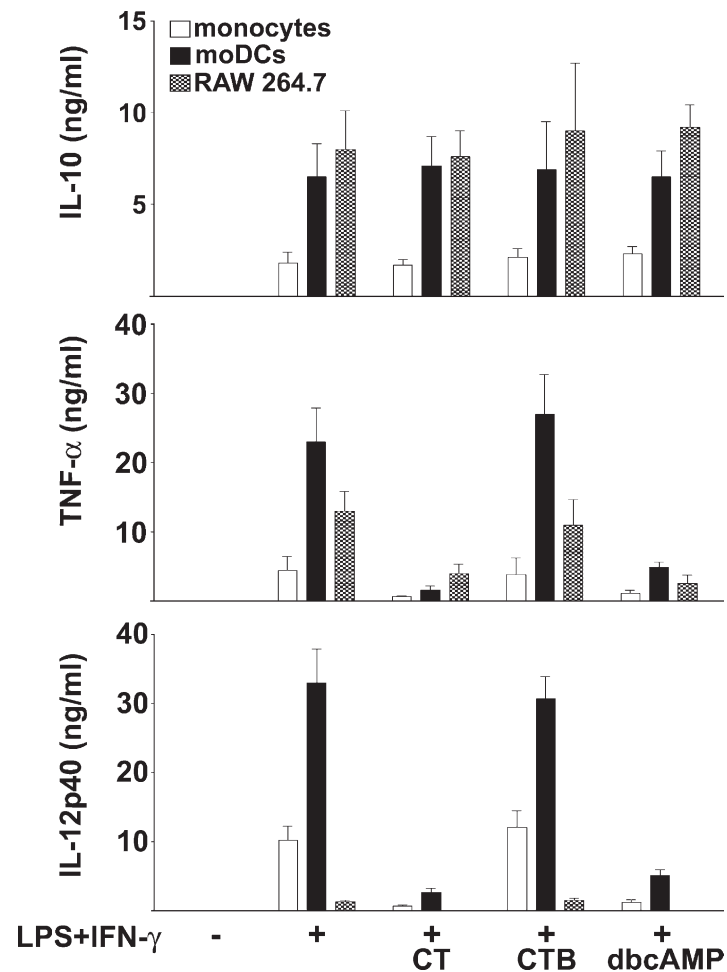 IL-10 (ng/ml)
15
10
5
monocytes
moDCs
RAW 264.7
TNF-α (ng/ml)
40
30
20
10
IL-12p40 (ng/ml)
40
30
20
10
LPS+IFN-γ - + + + +
CT CTB dbcAMP